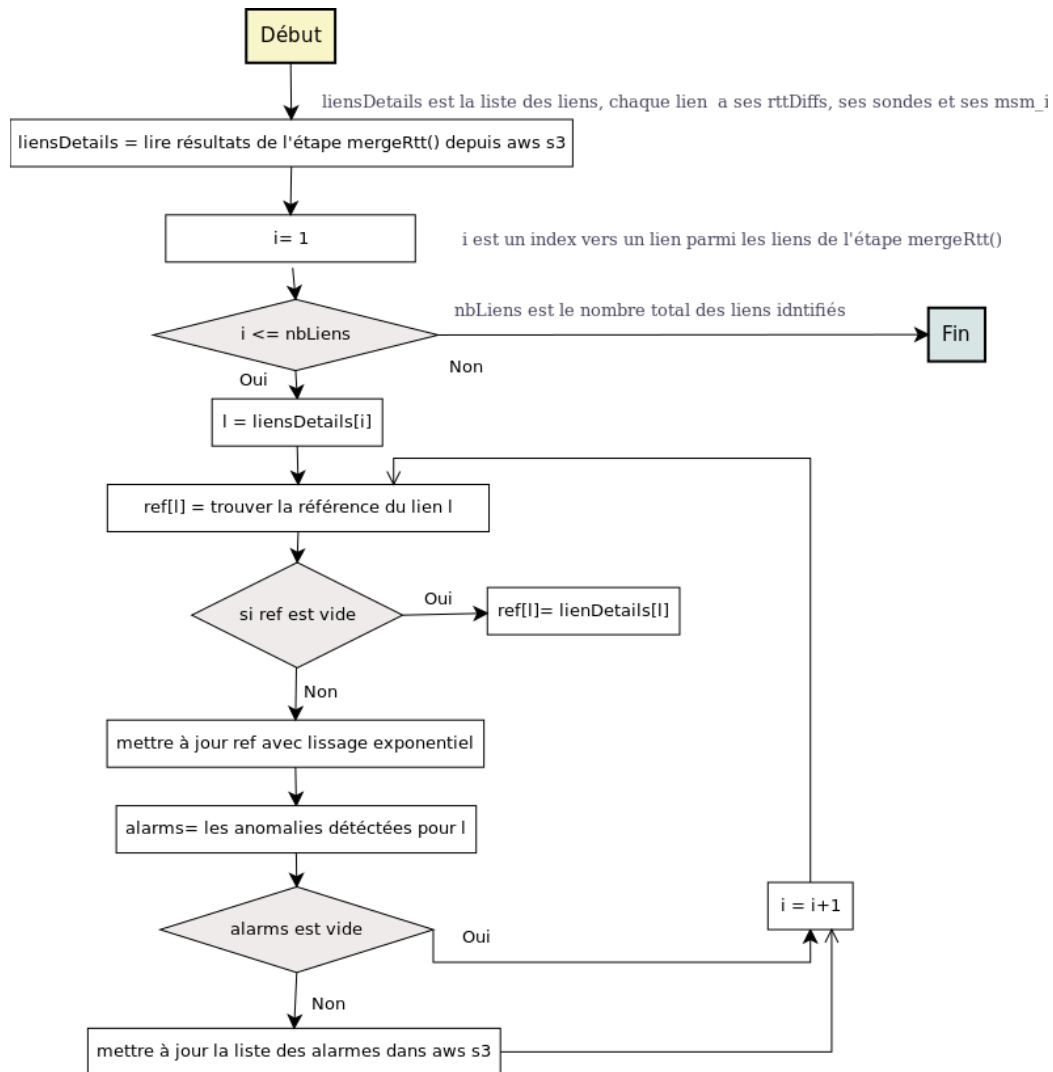 Début
liensDetails est la liste des liens, chaque lien a ses rttDiffs, ses sondes et ses
liensDetails = lire résultats de l'étape mergeRtt() depuis aws s3
i= 1
i est un index vers un lien parmi les liens de l'étape mergeRtt()
nbLiens est le nombre total des liens idntifiés
i <= nbLiens
Fin
Non
Oui
l = liensDetails[i]
ref[l] = trouver la référence du lien l
si ref est vide
Oui
ref[l]= lienDetails[l]
Non
mettre à jour ref avec lissage exponentiel
alarms= les anomalies détéctées pour l
i = i+1
alarms est vide
Oui
Non
mettre à jour la liste des alarmes dans aws s3